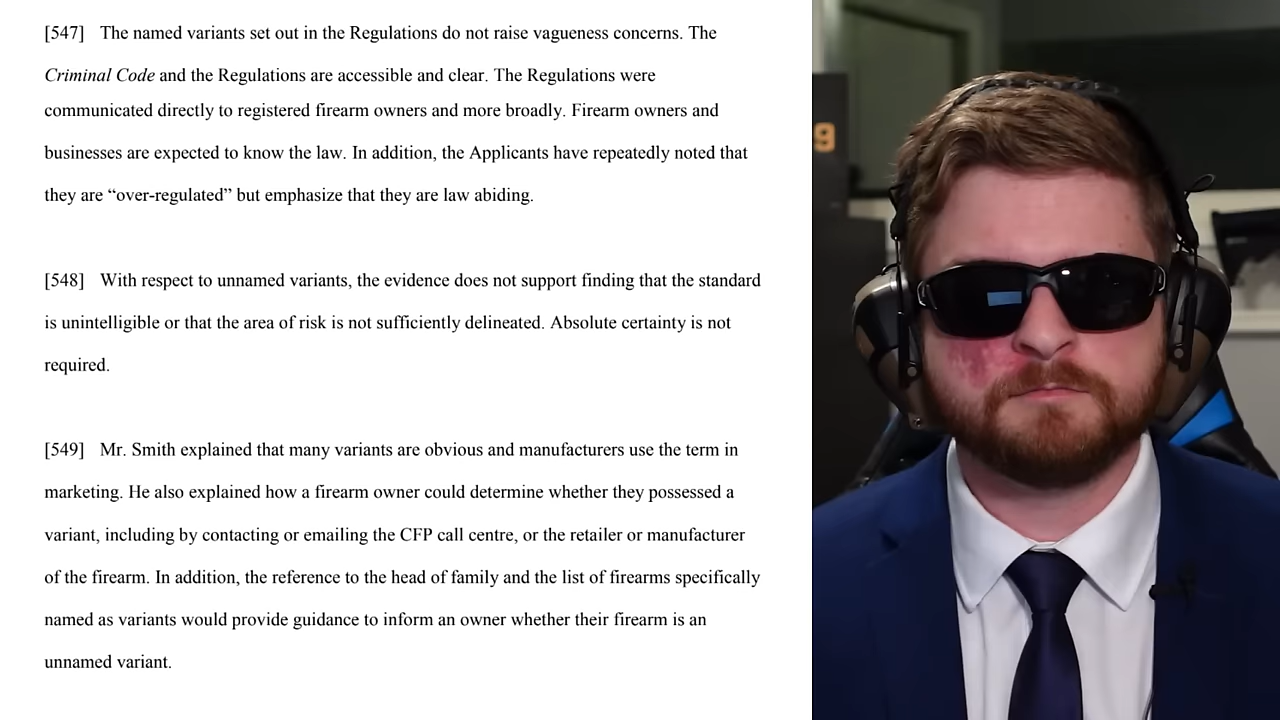 [547] The named variants set out in the Regulations do not raise vagueness concerns. The
Criminal Code and the Regulations are accessible and clear. The Regulations were
communicated directly to registered firearm owners and more broadly. Firearm owners and
businesses are expected to know the law. In addition, the Applicants have repeatedly noted that
they are “over-regulated” but emphasize that they are law abiding.
[548] With respect to unnamed variants, the evidence does not support finding that the standard
is unintelligible or that the area of risk is not sufficiently delineated. Absolute certainty is not
required.
[549] Mr. Smith explained that many variants are obvious and manufacturers use the term in
marketing. He also explained how a firearm owner could determine whether they possessed a
variant, including by contacting or emailing the CFP call centre, or the retailer or manufacturer
of the firearm. In addition, the reference to the head of family and the list of firearms specifically
named as variants would provide guidance to inform an owner whether their firearm is an
unnamed variant.
9